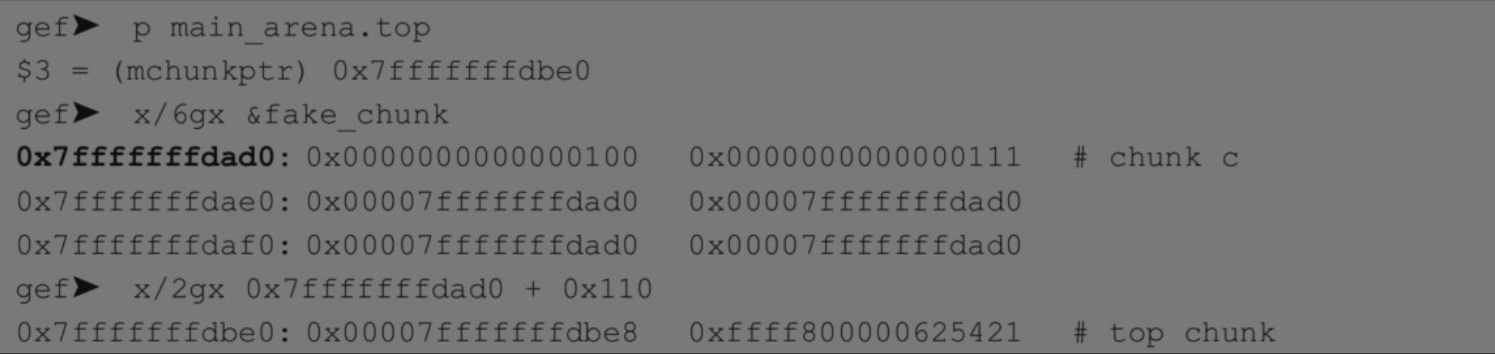 gef➤ p main_arena.top
$3 = (mchunkptr) 0x7fffffffdbe0
gef➤ x/6gx &fake_chunk
0x7fffffffdad0: 0x0000000000000100 0x0000000000000111 # chunk c
0x7fffffffdae0: 0x00007fffffffdad0 0x00007fffffffdad0
0x7fffffffdaf0: 0x00007fffffffdad0 0x00007fffffffdad0
gef➤ x/2gx 0x7fffffffdad0 + 0x110
0x7fffffffdbe0: 0x00007fffffffdbe8 0xffff800000625421 # top chunk